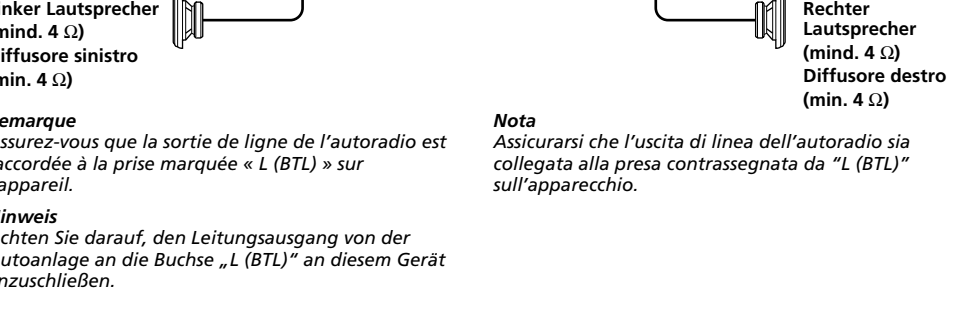 inker Lautsprecher
mind. 4 Ω)
iffusore sinistro
min. 4 Ω)
emarque
ssurez-vous que la sortie de ligne de l’autoradio est
accordée à la prise marquée « L (BTL) » sur
appareil.
inweis
chten Sie darauf, den Leitungsausgang von der
utoanlage an die Buchse „L (BTL)“ an diesem Gerät
nzuschließen.
Rechter
Lautsprecher
(mind. 4 Ω)
Diffusore destro
(min. 4 Ω)
Nota
Assicurarsi che l’uscita di linea dell’autoradio sia
collegata alla presa contrassegnata da “L (BTL)”
sull’apparecchio.